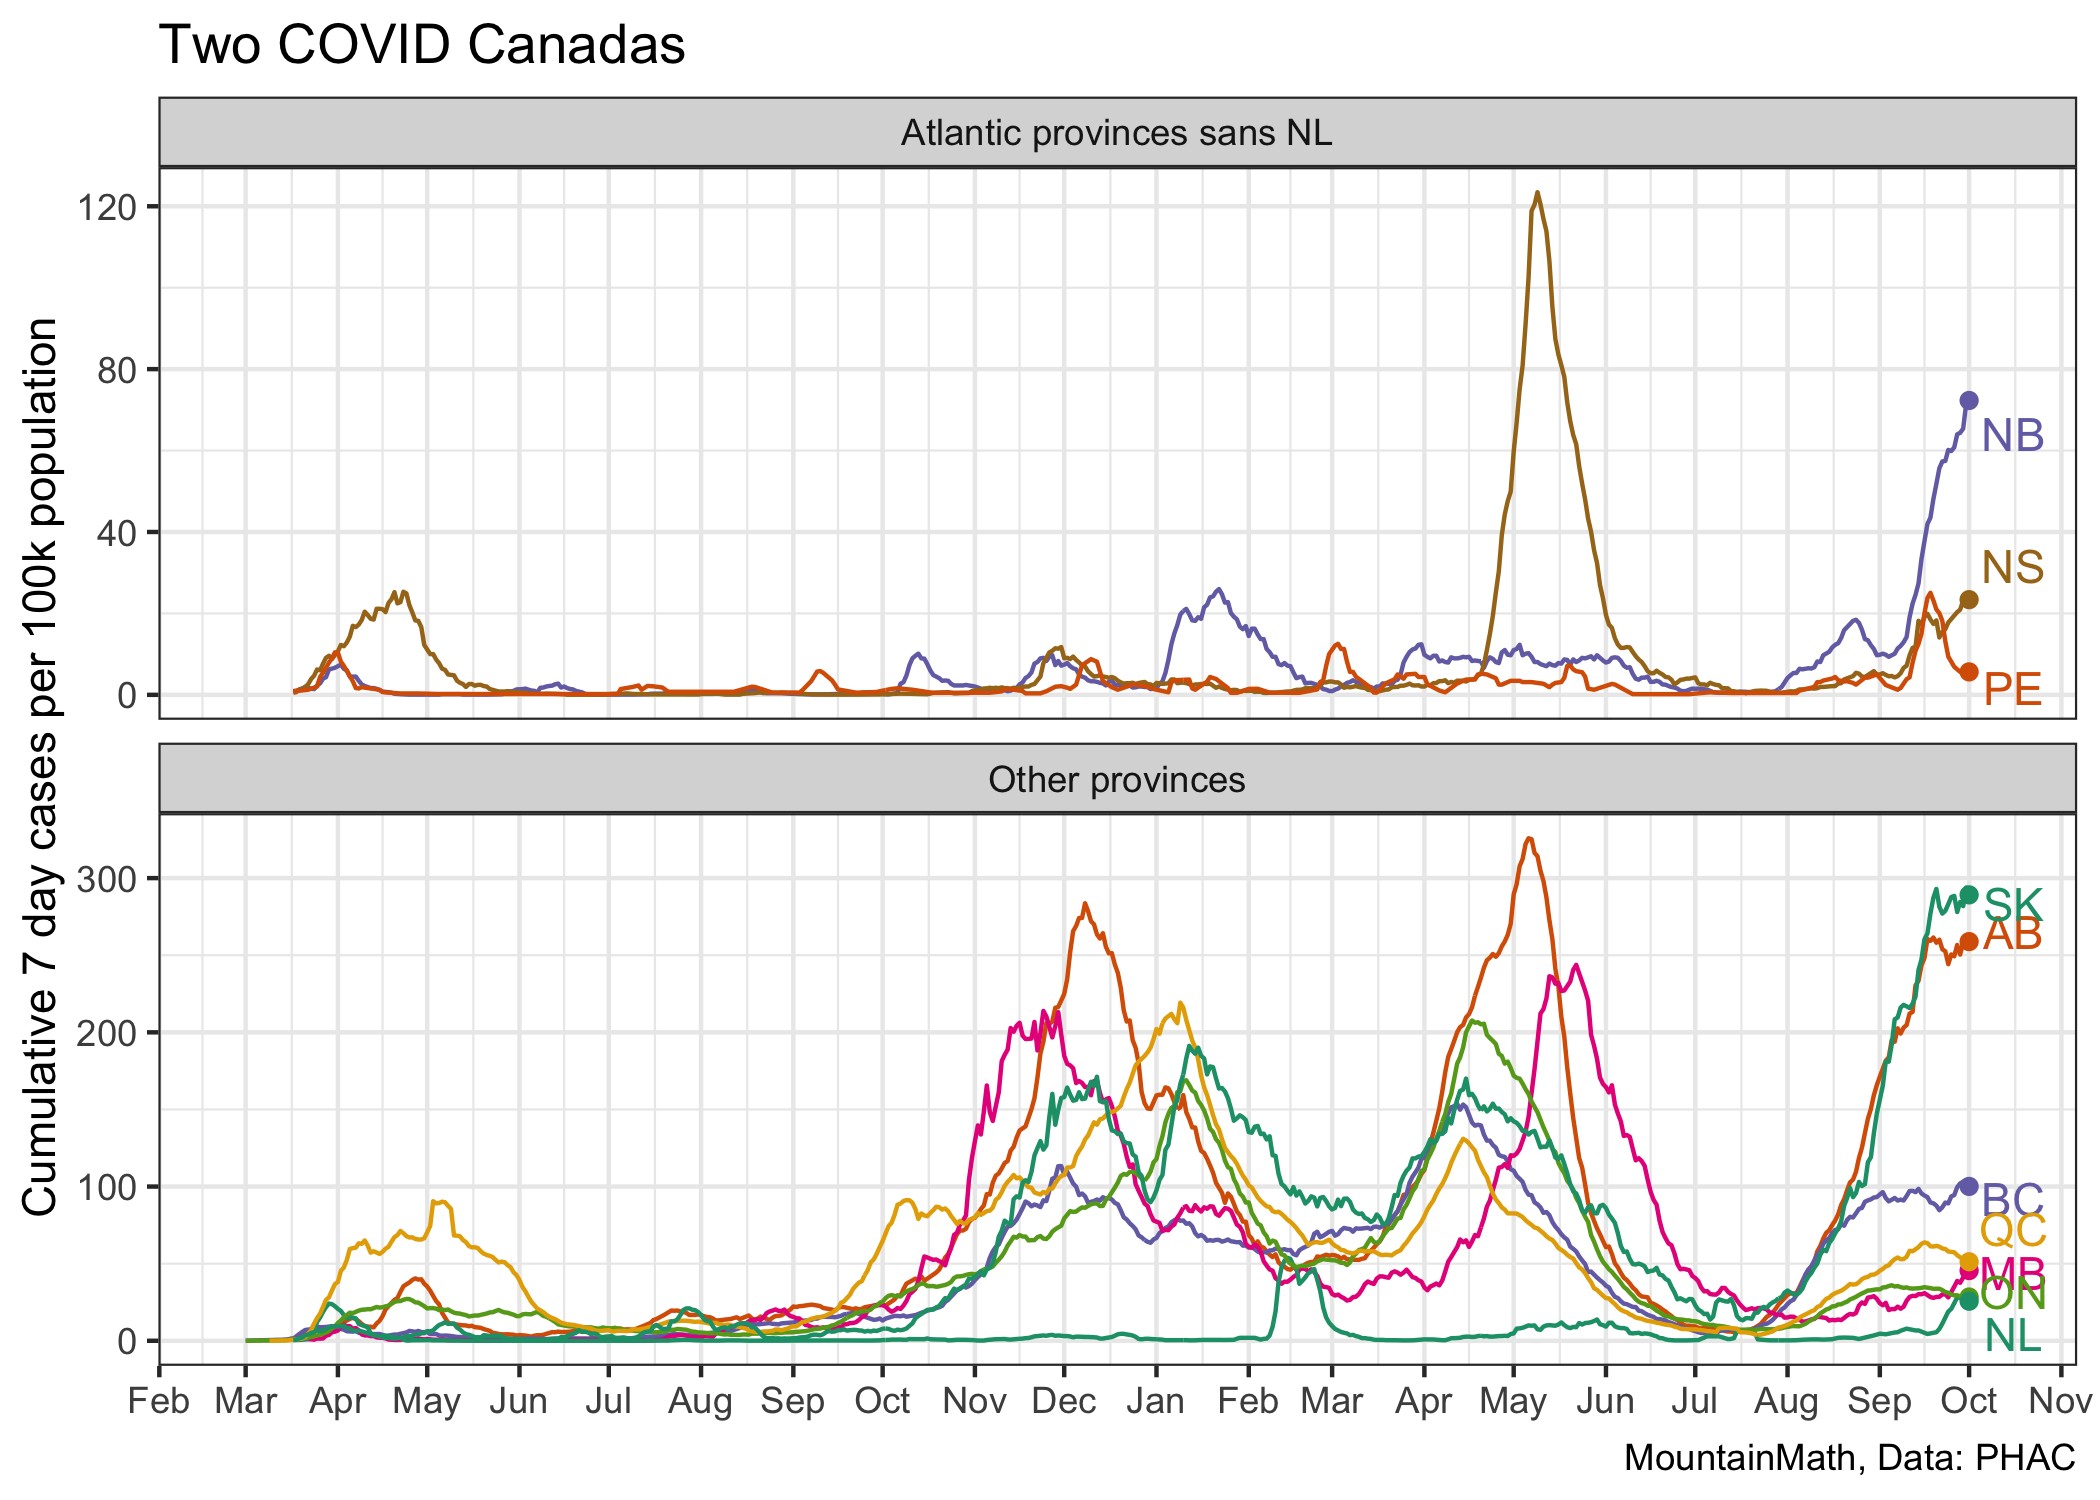 Two COVID Canadas
Atlantic provinces sans NL
120
80
40
0
NB
NS
PE
Cumulative 7 day cases per 100k population
Other provinces
300
200
100
0
SK
AB
BC
QC
MB
ON
NL
Feb Mar Apr May Jun Jul Aug Sep Oct Nov Dec Jan Feb Mar Apr May Jun Jul Aug Sep Oct Nov
MountainMath, Data: PHAC